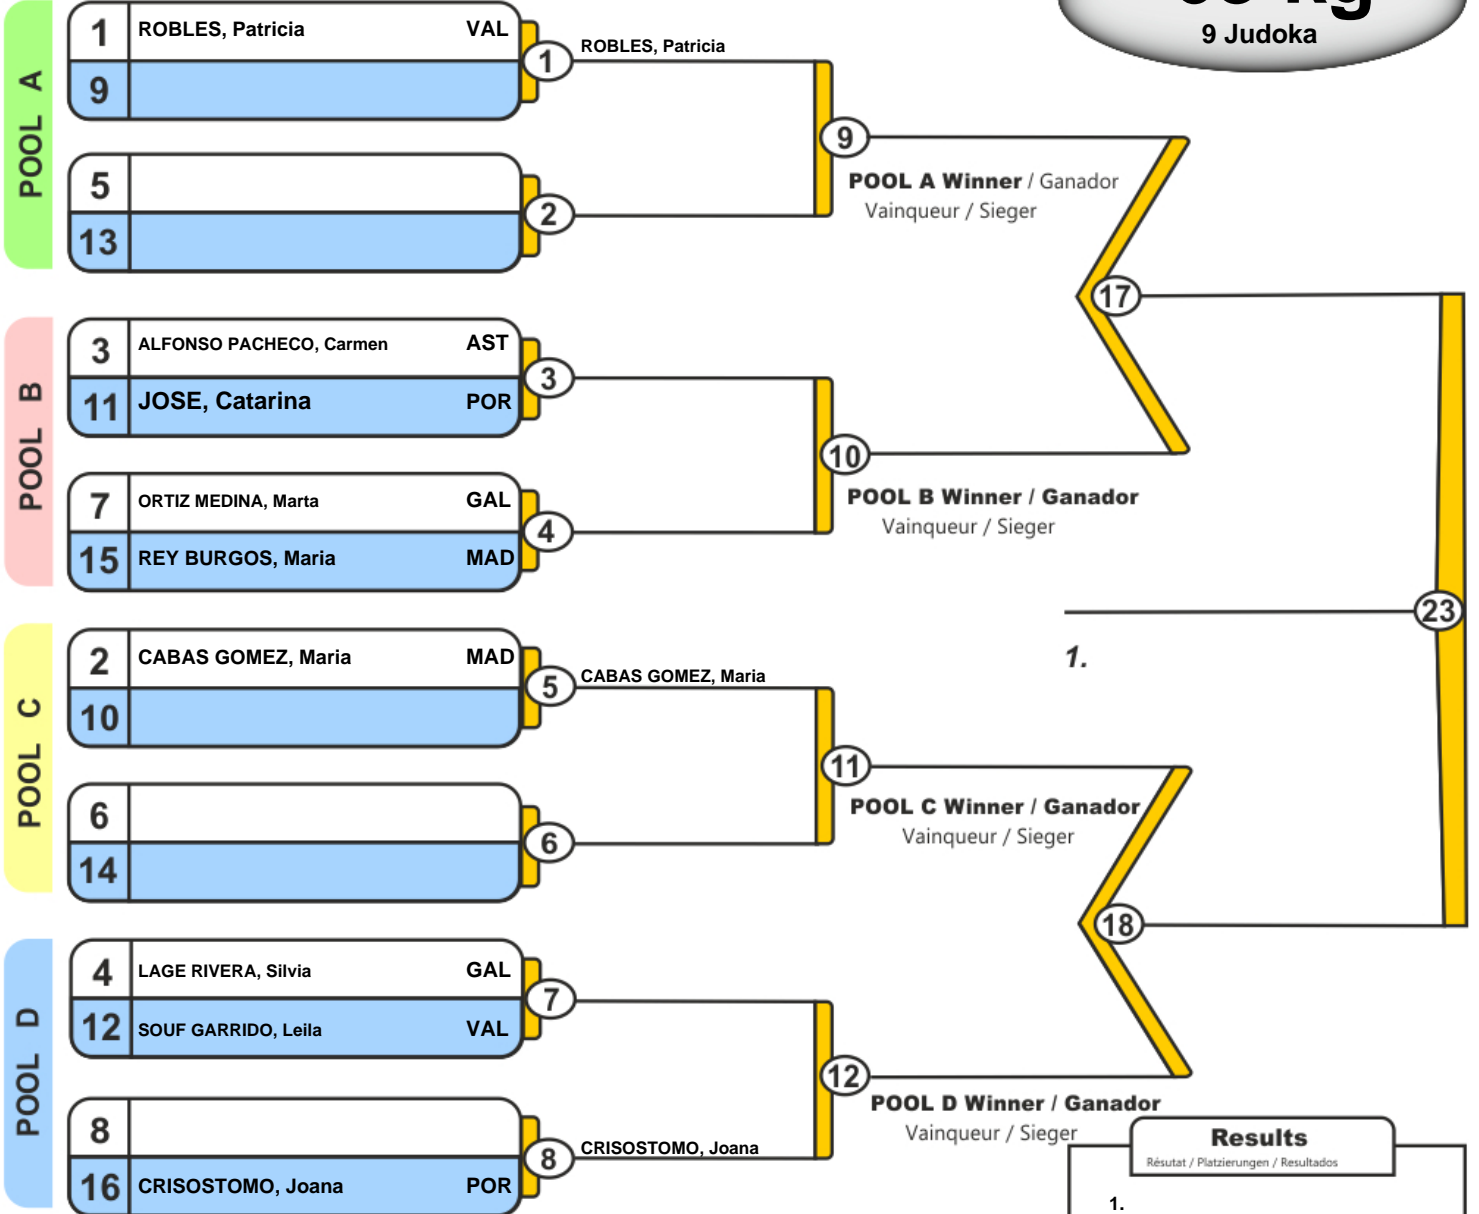 9 Judoka
POOL A
1 ROBLES, Patricia VAL
9
1
ROBLES, Patricia
5
13
2
9
POOL A Winner / Ganador
Vainqueur / Sieger
17
POOL B
3 ALFONSO PACHECO, Carmen AST
11 JOSE, Catarina POR
3
7 ORTIZ MEDINA, Marta GAL
15 REY BURGOS, Maria MAD
4
10
POOL B Winner / Ganador
Vainqueur / Sieger
23
1.
POOL C
2 CABAS GOMEZ, Maria MAD
10
5
CABAS GOMEZ, Maria
6
14
6
11
POOL C Winner / Ganador
Vainqueur / Sieger
18
POOL D
4 LAGE RIVERA, Silvia GAL
12 SOUF GARRIDO, Leila VAL
7
8
16 CRISOSTOMO, Joana POR
8
CRISOSTOMO, Joana
12
POOL D Winner / Ganador
Vainqueur / Sieger
Results
Résutat / Platzierungen / Resultados
1.